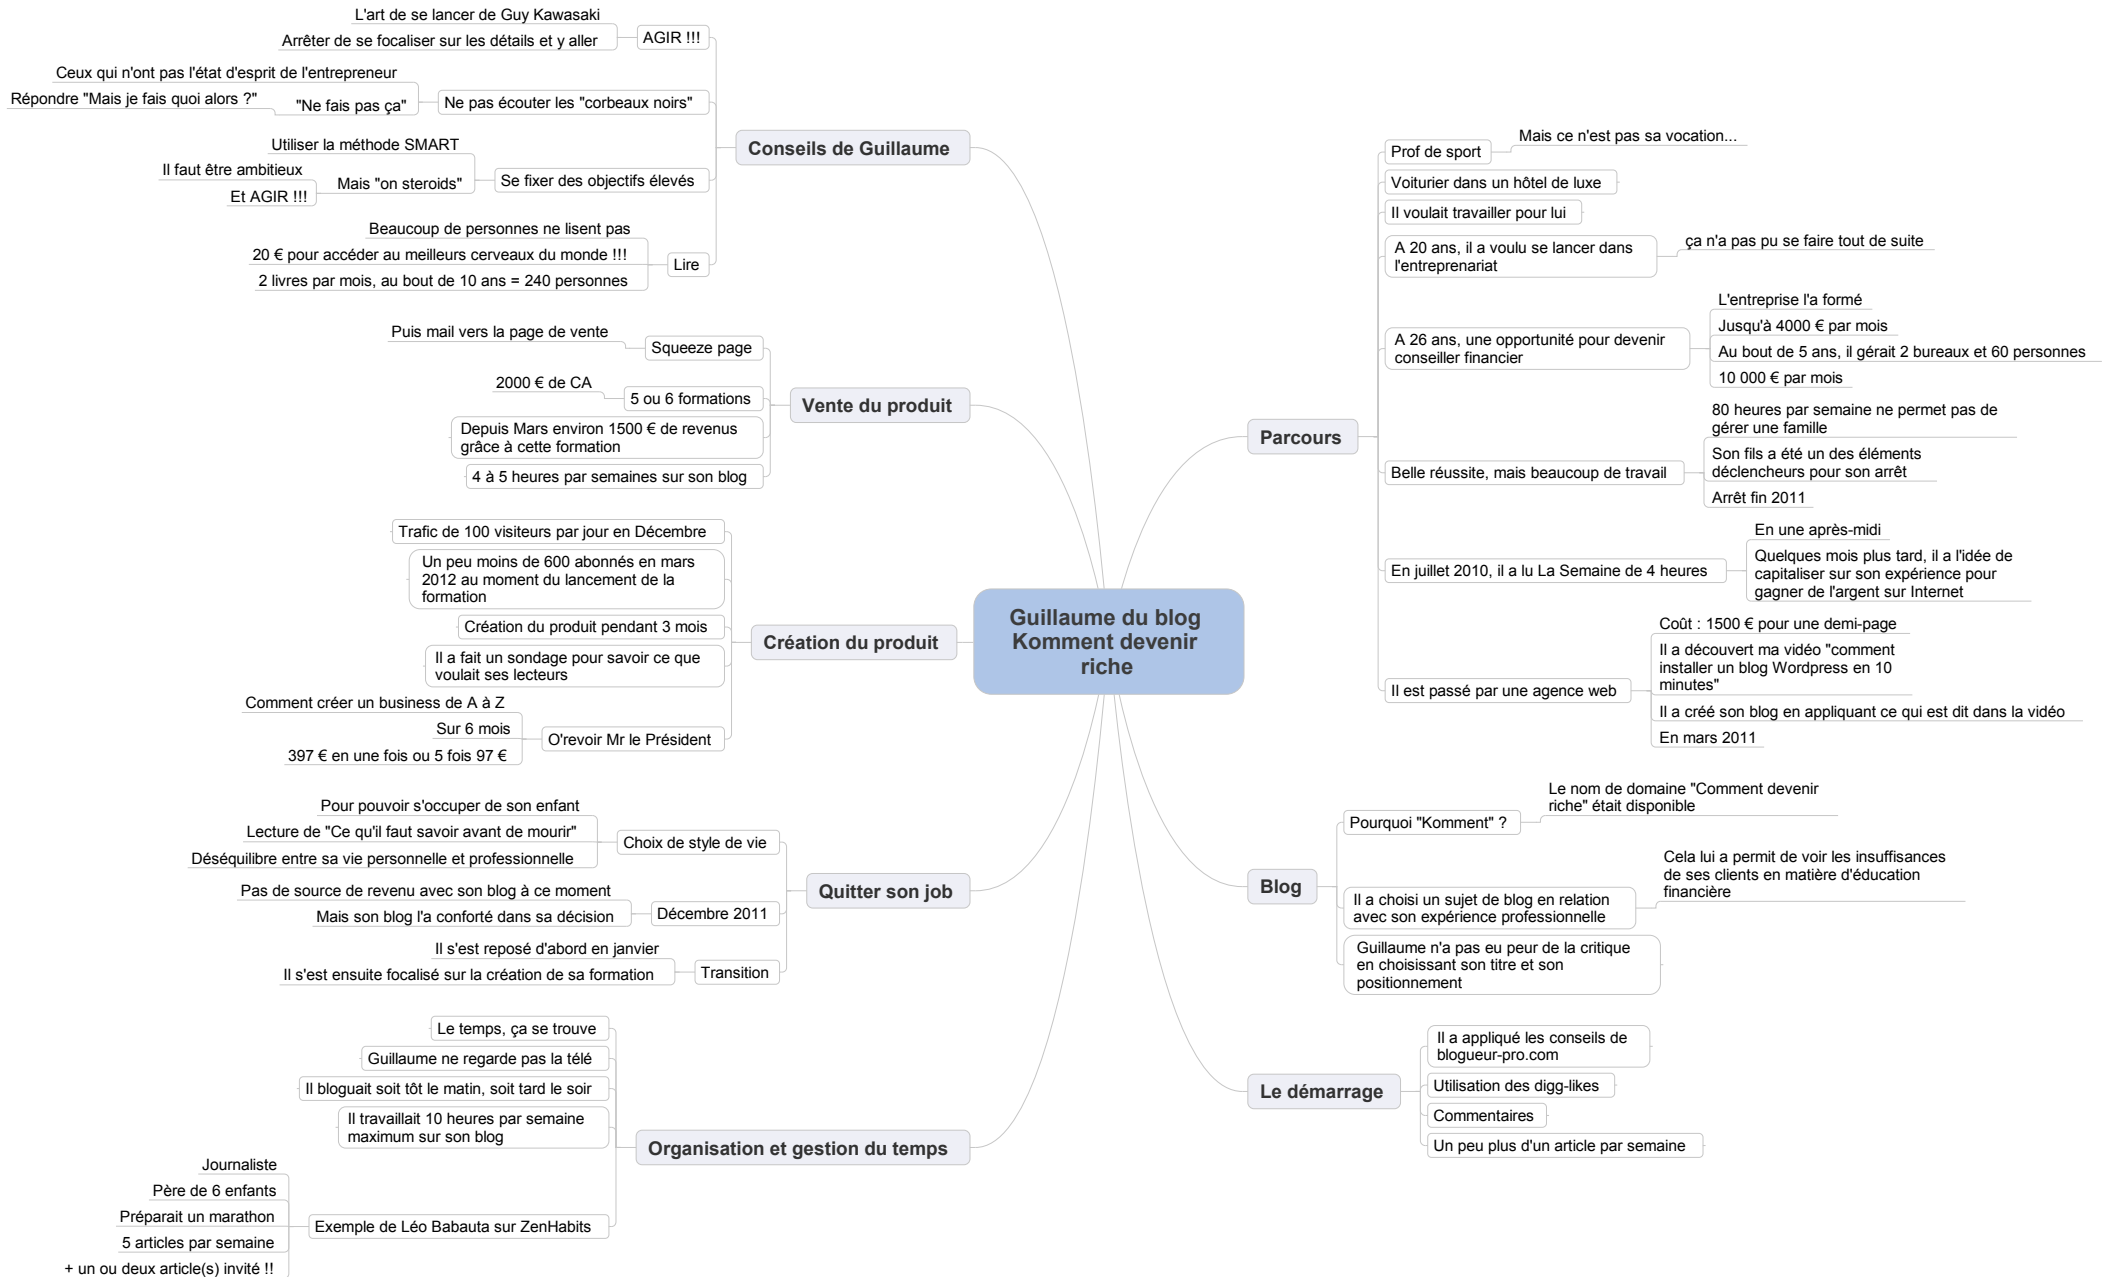 Guillaume du blog
Komment devenir
riche
Parcours
Prof de sport
Mais ce n'est pas sa vocation...
Voiturier dans un hôtel de luxe
Il voulait travailler pour lui
A 20 ans, il a voulu se lancer dans
l'entreprenariat
ça n'a pas pu se faire tout de suite
A 26 ans, une opportunité pour devenir
conseiller financier
L'entreprise l'a formé
Jusqu'à 4000 € par mois
Au bout de 5 ans, il gérait 2 bureaux et 60 personnes
10 000 € par mois
Belle réussite, mais beaucoup de travail
80 heures par semaine ne permet pas de
gérer une famille
Son fils a été un des éléments
déclencheurs pour son arrêt
Arrêt fin 2011
En juillet 2010, il a lu La Semaine de 4 heures
En une après-midi
Quelques mois plus tard, il a l'idée de
capitaliser sur son expérience pour
gagner de l'argent sur Internet
Il est passé par une agence web
Coût : 1500 € pour une demi-page
Il a découvert ma vidéo "comment
installer un blog Wordpress en 10
minutes"
Il a créé son blog en appliquant ce qui est dit dans la vidéo
En mars 2011
Blog
Pourquoi "Komment" ?
Le nom de domaine "Comment devenir
riche" était disponible
Il a choisi un sujet de blog en relation
avec son expérience professionnelle
Cela lui a permit de voir les insuffisances
de ses clients en matière d'éducation
financière
Guillaume n'a pas eu peur de la critique
en choisissant son titre et son
positionnement
Le démarrage
Il a appliqué les conseils de
blogueur-pro.com
Utilisation des digg-likes
Commentaires
Un peu plus d'un article par semaine
Conseils de Guillaume
AGIR !!!
L'art de se lancer de Guy Kawasaki
Arrêter de se focaliser sur les détails et y aller
Ne pas écouter les "corbeaux noirs"
Ceux qui n'ont pas l'état d'esprit de l'entrepreneur
"Ne fais pas ça"
Répondre "Mais je fais quoi alors ?"
Se fixer des objectifs élevés
Utiliser la méthode SMART
Mais "on steroids"
Il faut être ambitieux
Et AGIR !!!
Lire
Beaucoup de personnes ne lisent pas
20 € pour accéder au meilleurs cerveaux du monde !!!
2 livres par mois, au bout de 10 ans = 240 personnes
Vente du produit
Squeeze page
Puis mail vers la page de vente
5 ou 6 formations
2000 € de CA
Depuis Mars environ 1500 € de revenus
grâce à cette formation
4 à 5 heures par semaines sur son blog
Création du produit
Trafic de 100 visiteurs par jour en Décembre
Un peu moins de 600 abonnés en mars
2012 au moment du lancement de la
formation
Création du produit pendant 3 mois
Il a fait un sondage pour savoir ce que
voulait ses lecteurs
O'revoir Mr le Président
Comment créer un business de A à Z
Sur 6 mois
397 € en une fois ou 5 fois 97 €
Quitter son job
Choix de style de vie
Pour pouvoir s'occuper de son enfant
Lecture de "Ce qu'il faut savoir avant de mourir"
Déséquilibre entre sa vie personnelle et professionnelle
Décembre 2011
Pas de source de revenu avec son blog à ce moment
Mais son blog l'a conforté dans sa décision
Transition
Il s'est reposé d'abord en janvier
Il s'est ensuite focalisé sur la création de sa formation
Organisation et gestion du temps
Le temps, ça se trouve
Guillaume ne regarde pas la télé
Il bloguait soit tôt le matin, soit tard le soir
Il travaillait 10 heures par semaine
maximum sur son blog
Exemple de Léo Babauta sur ZenHabits
Journaliste
Père de 6 enfants
Préparait un marathon
5 articles par semaine
+ un ou deux article(s) invité !!